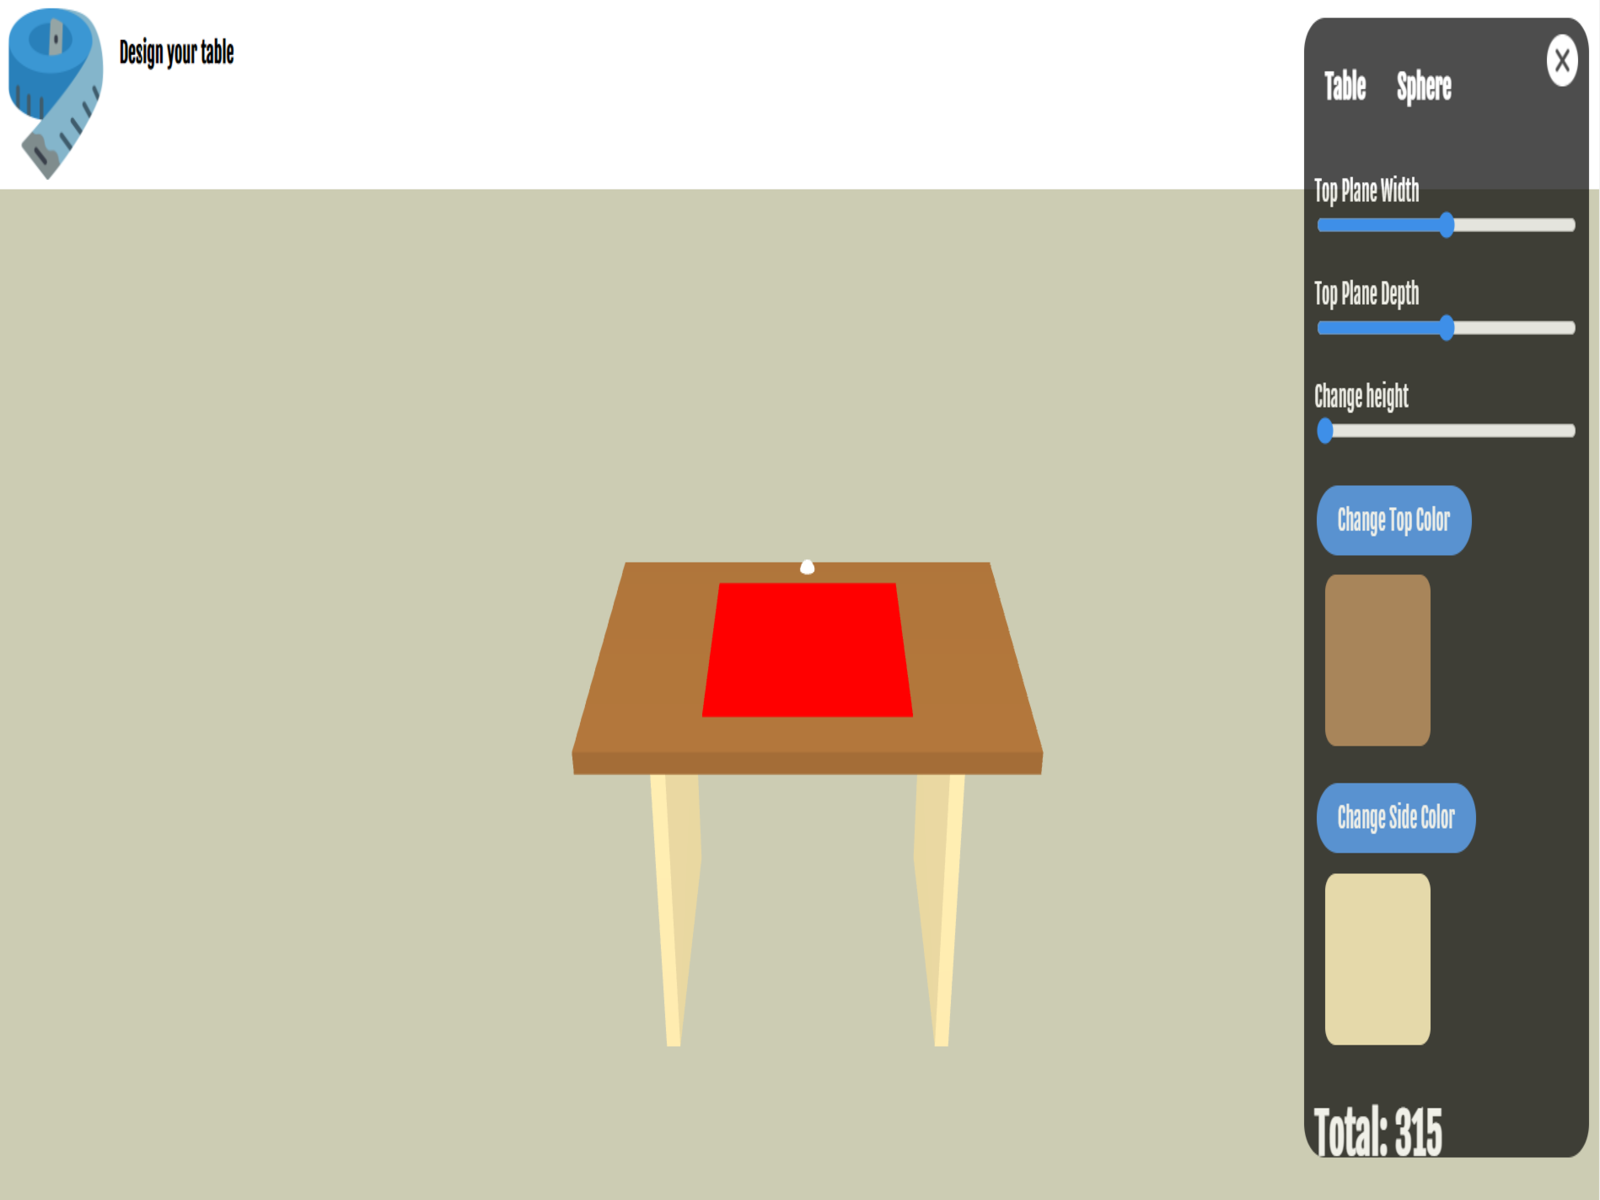 Design your table
Table Sphere
Top Plane Width
Top Plane Depth
Change height
Change Top Color
Change Side Color
Total: 315